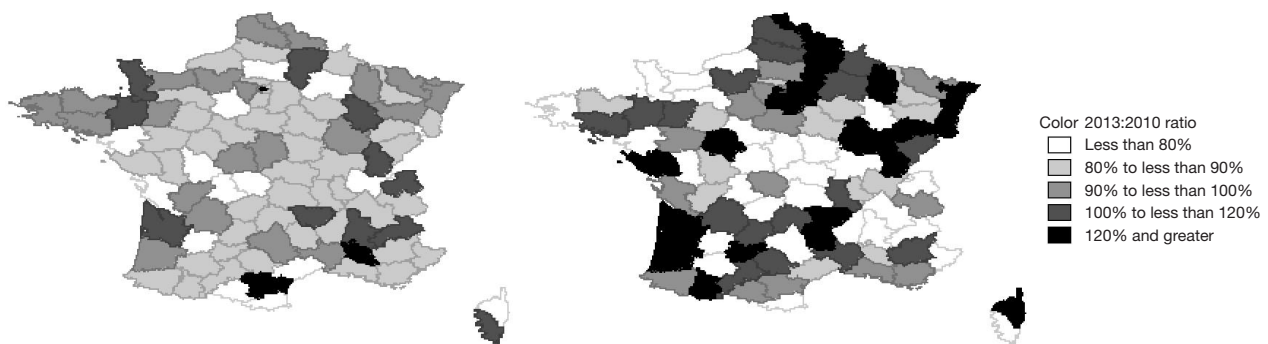 Color 2013:2010 ratio
Less than 80%
80% to less than 90%
90% to less than 100%
100% to less than 120%
120% and greater